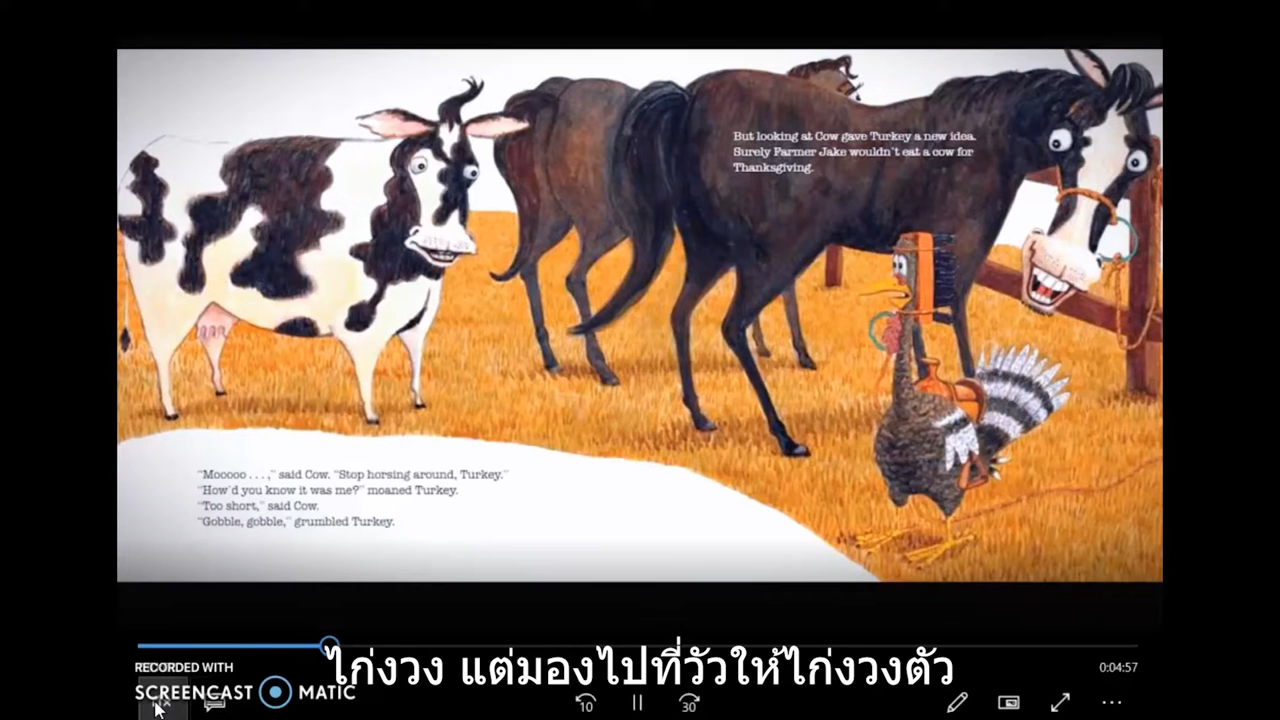 But looking at Cow gave Turkey a new idea.
Surely Farmer Jake wouldn't eat a cow for
Thanksgiving.
"Mooooo . . . ," said Cow. "Stop horsing around, Turkey."
"How'd you know it was me?" moaned Turkey.
"Too short," said Cow.
"Gobble, gobble," grumbled Turkey.
ไก่งวง แต่มองไปที่วัวให้ไก่งวงตัว
RECORDED WITH
SCREENCAST MATIC
0:04:57
10
30